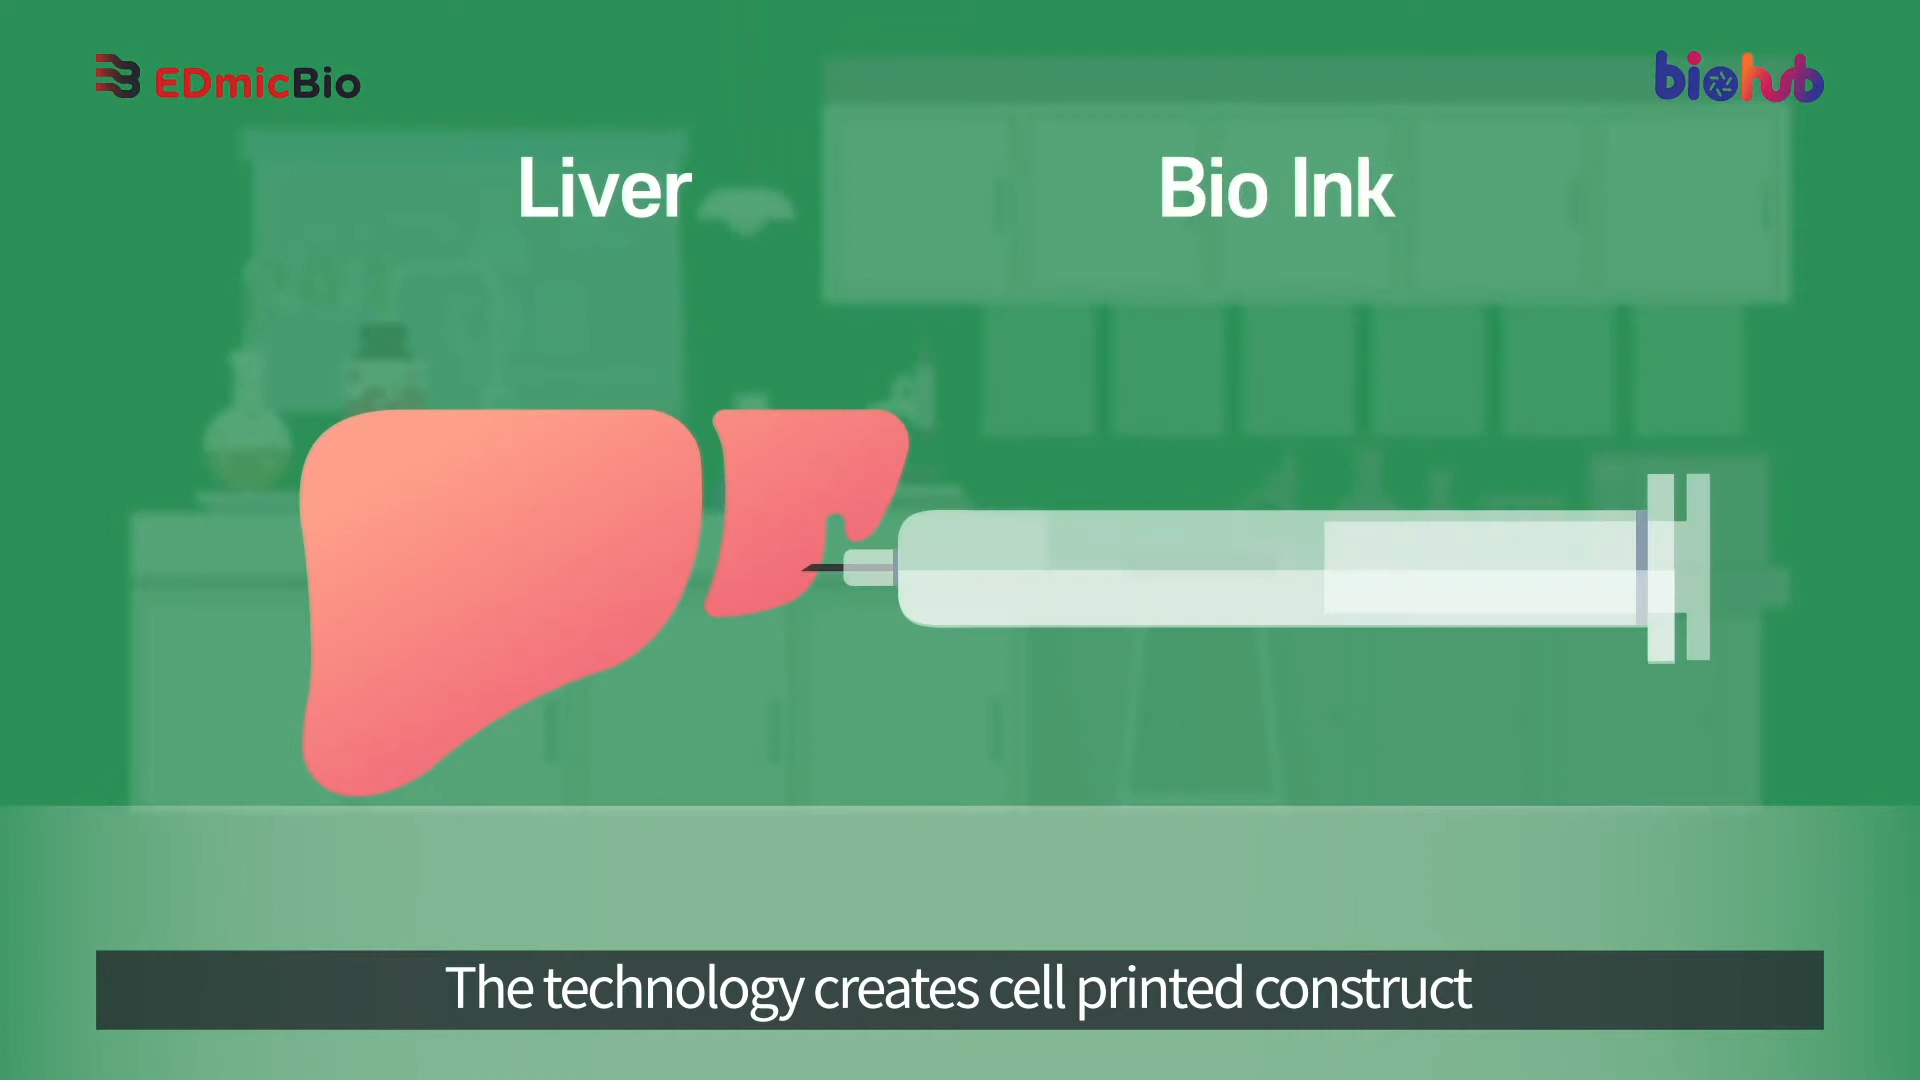 EDmicBio
biohub
Liver
Bio Ink
The technology creates cell printed construct